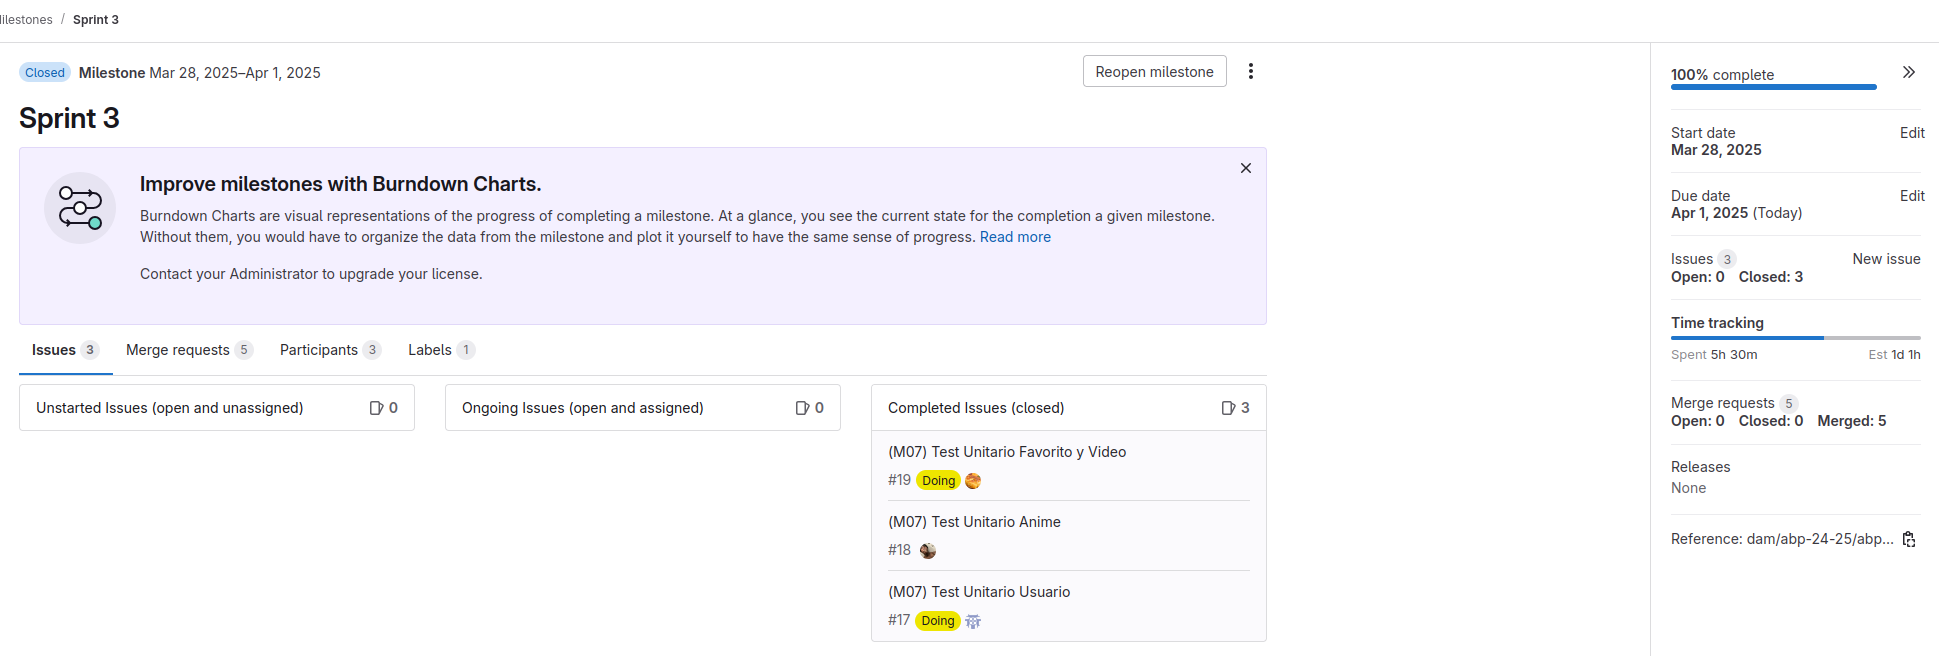 / Sprint 3
Closed Milestone Mar 28, 2025–Apr 1, 2025
Reopen milestone
Sprint 3
Improve milestones with Burndown Charts.
Burndown Charts are visual representations of the progress of completing a milestone. At a glance, you see the current state for the completion a given milestone.
Without them, you would have to organize the data from the milestone and plot it yourself to have the same sense of progress. Read more
Contact your Administrator to upgrade your license.
Issues 3 Merge requests 5 Participants 3 Labels 1
Unstarted Issues (open and unassigned) 0
Ongoing Issues (open and assigned) 0
Completed Issues (closed) 3
(M07) Test Unitario Favorito y Video
#19 Doing
(M07) Test Unitario Anime
#18
(M07) Test Unitario Usuario
#17 Doing
100% complete
Start date Edit
Mar 28, 2025
Due date Edit
Apr 1, 2025 (Today)
Issues 3 New issue
Open: 0 Closed: 3
Time tracking
Spent 5h 30m Est 1d 1h
Merge requests 5
Open: 0 Closed: 0 Merged: 5
Releases
None
Reference: dam/abp-24-25/abp...